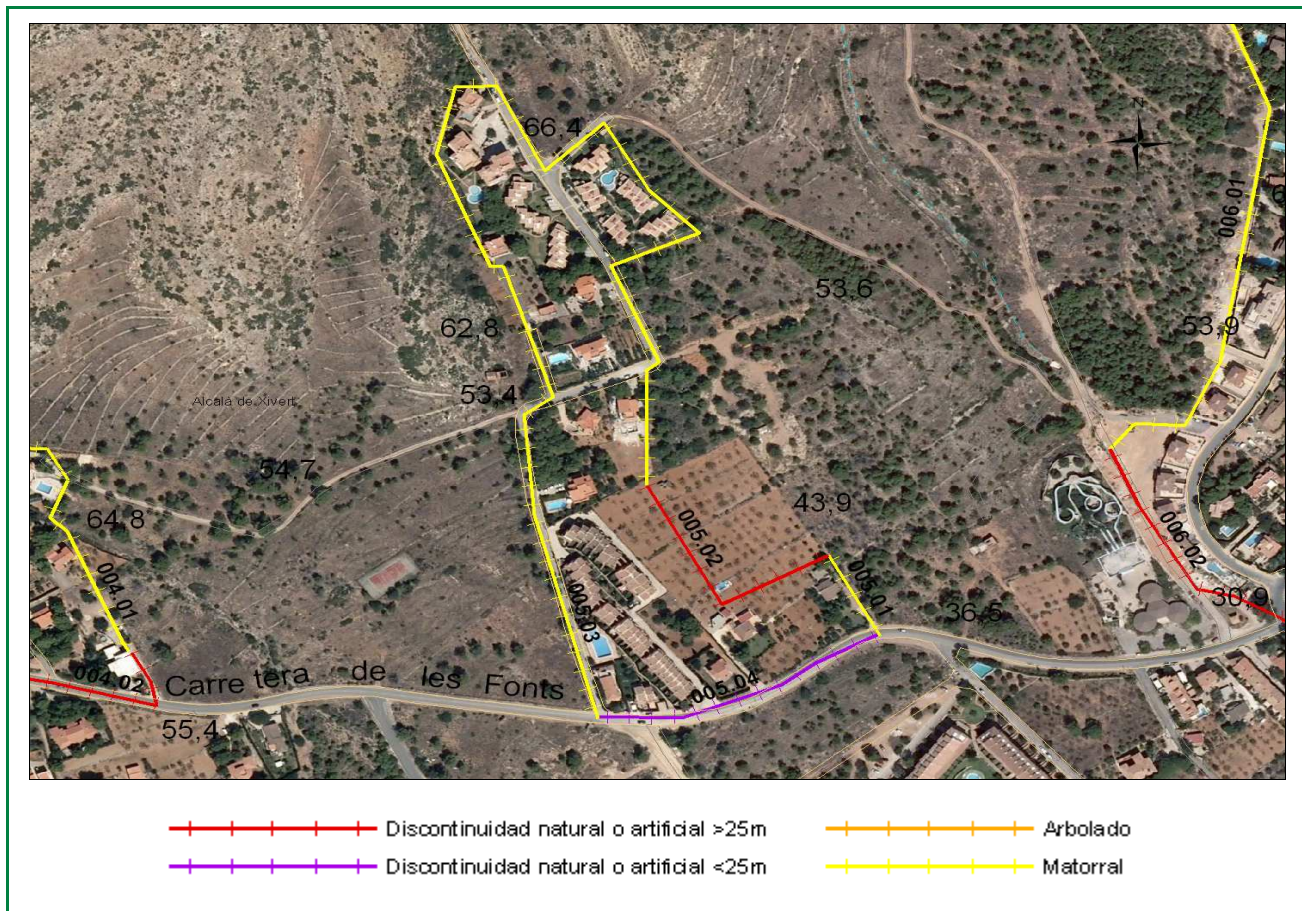 66,4
N
006.01
53,6
53,9
62,8
53,4
Alcalá de Xivert
54,7
43,9
64,8
005.02
006.02
004.01
005.01
36,5
30,9
005.03
004.02
Carretera de les Fonts
005.04
55,4
Discontinuidad natural o artificial >25m
Arbolado
Discontinuidad natural o artificial <25m
Matorral